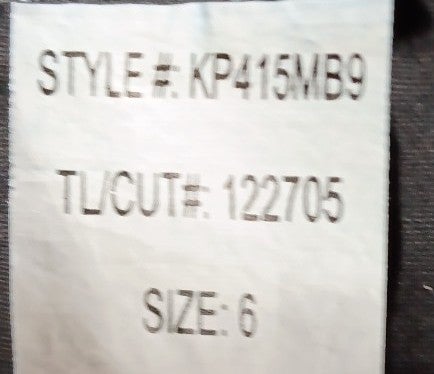 STYLE #: KP415MB9
TL/CUT#: 122705
SIZE: 6